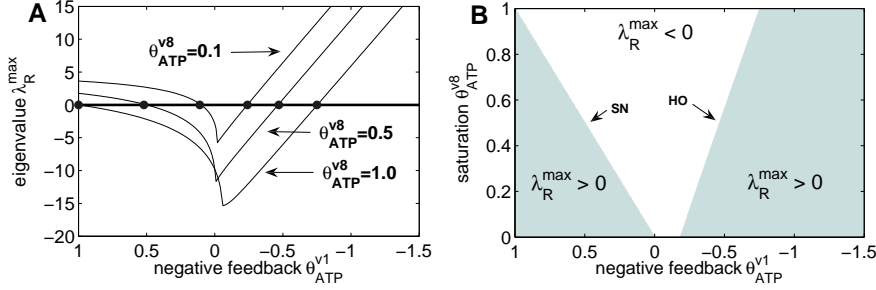 A
eigenvalue λ_R^max
15
10
5
0
−5
−10
−15
−20
θ_ATP^v8=0.1
θ_ATP^v8=0.5
θ_ATP^v8=1.0
1
0.5
0
−0.5
−1
−1.5
negative feedback θ_ATP^v1
B
saturation θ_ATP^v8
1
0.8
0.6
0.4
0.2
0
λ_R^max < 0
SN
HO
λ_R^max > 0
λ_R^max > 0
1
0.5
0
−0.5
−1
−1.5
negative feedback θ_ATP^v1